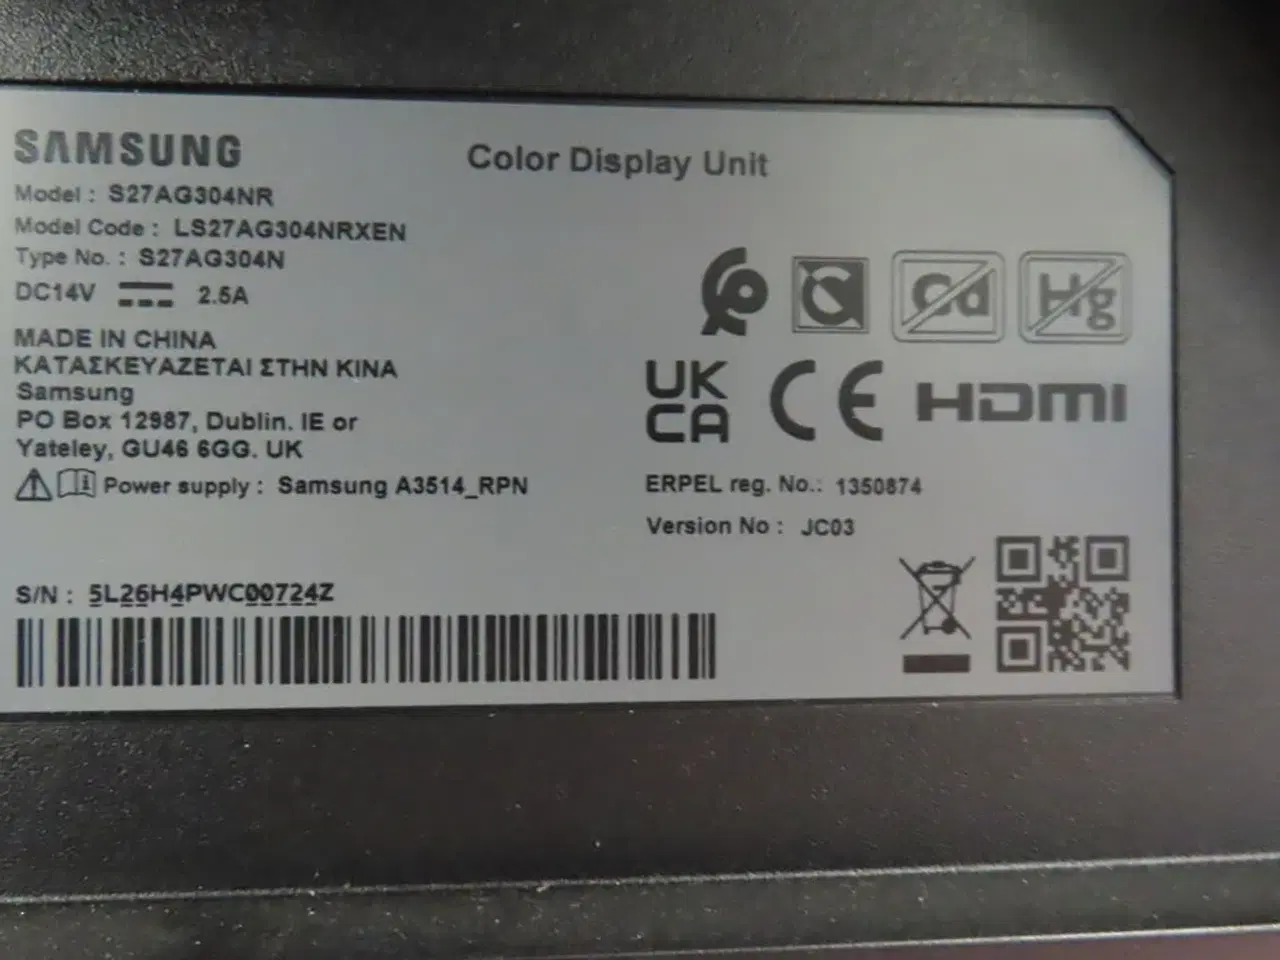 SAMSUNG
Color Display Unit
Model : S27AG304NR
Model Code : LS27AG304NRXEN
Type No. : S27AG304N
DC14V 2.5A
MADE IN CHINA
ΚΑΤΑΣΚΕΥΑΖΕΤΑΙ ΣΤΗΝ ΚΙΝΑ
Samsung
PO Box 12987, Dublin. IE or
Yateley, GU46 6GG. UK
Power supply : Samsung A3514_RPN
S/N : 5L26H4PWC00724Z
Cd
Hg
UK
CA
CE
HDMI
ERPEL reg. No.: 1350874
Version No : JC03